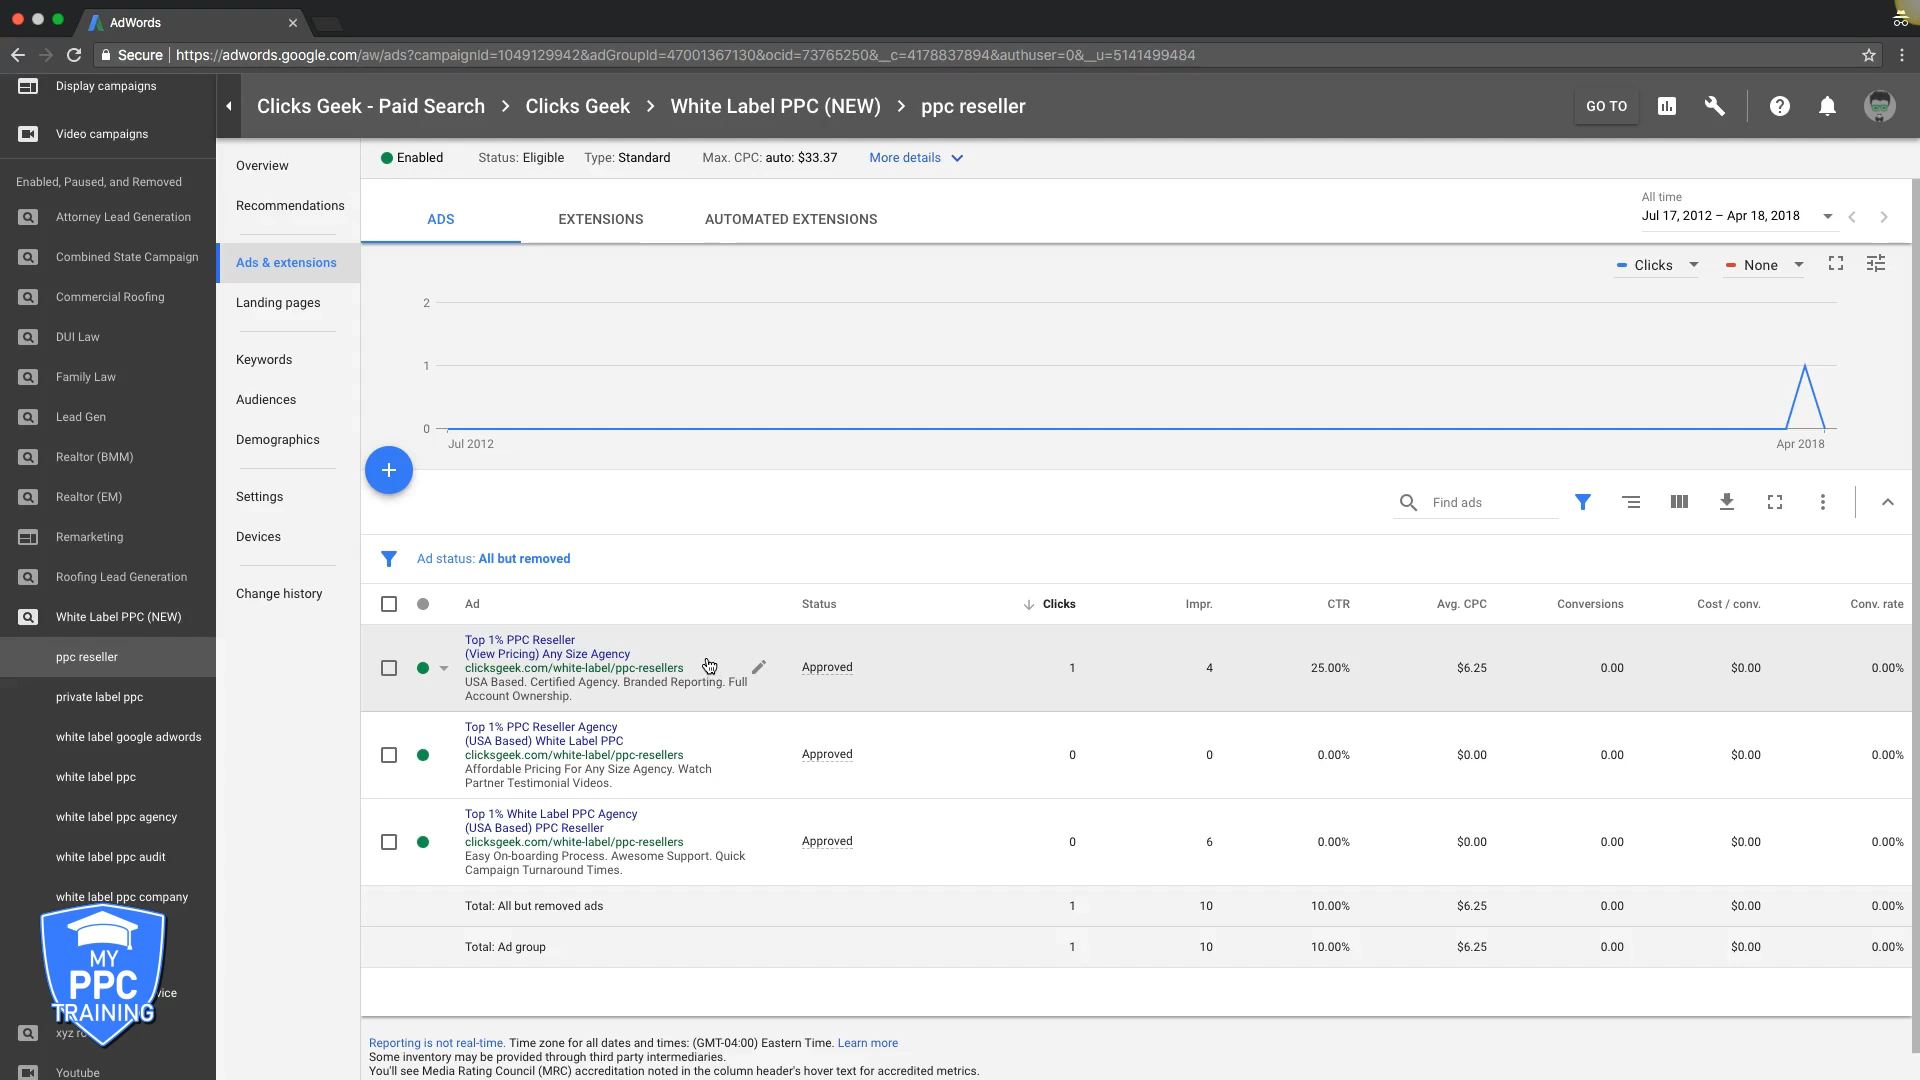 AdWords
Secure
https://adwords.google.com/aw/ads?campaignId=1049129942&adGroupId=47001367130&ocid=73765250&__c=4178837894&authuser=0&__u=5141499484
Display campaigns
Video campaigns
Enabled, Paused, and Removed
Attorney Lead Generation
Combined State Campaign
Commercial Roofing
DUI Law
Family Law
Lead Gen
Realtor (BMM)
Realtor (EM)
Remarketing
Roofing Lead Generation
White Label PPC (NEW)
ppc reseller
private label ppc
white label google adwords
white label ppc
white label ppc agency
white label ppc audit
white label ppc company
MY
PPC
TRAINING
Youtube
Clicks Geek - Paid Search > Clicks Geek > White Label PPC (NEW) > ppc reseller
GO TO
Overview
Recommendations
Ads & extensions
Landing pages
Keywords
Audiences
Demographics
Settings
Devices
Change history
Enabled Status: Eligible Type: Standard Max. CPC: auto: $33.37 More details
ADS EXTENSIONS AUTOMATED EXTENSIONS
All time
Jul 17, 2012 – Apr 18, 2018
Clicks None
2
1
0
Jul 2012 Apr 2018
Find ads
Ad status: All but removed
Ad Status Clicks Impr. CTR Avg. CPC Conversions Cost / conv. Conv. rate
Top 1% PPC Reseller
(View Pricing) Any Size Agency
clicksgeek.com/white-label/ppc-resellers
USA Based. Certified Agency. Branded Reporting. Full
Account Ownership.
Approved 1 4 25.00% $6.25 0.00 $0.00 0.00%
Top 1% PPC Reseller Agency
(USA Based) White Label PPC
clicksgeek.com/white-label/ppc-resellers
Affordable Pricing For Any Size Agency. Watch
Partner Testimonial Videos.
Approved 0 0 0.00% $0.00 0.00 $0.00 0.00%
Top 1% White Label PPC Agency
(USA Based) PPC Reseller
clicksgeek.com/white-label/ppc-resellers
Easy On-boarding Process. Awesome Support. Quick
Campaign Turnaround Times.
Approved 0 6 0.00% $0.00 0.00 $0.00 0.00%
Total: All but removed ads 1 10 10.00% $6.25 0.00 $0.00 0.00%
Total: Ad group 1 10 10.00% $6.25 0.00 $0.00 0.00%
Reporting is not real-time. Time zone for all dates and times: (GMT-04:00) Eastern Time. Learn more
Some inventory may be provided through third party intermediaries.
You'll see Media Rating Council (MRC) accreditation noted in the column header's hover text for accredited metrics.